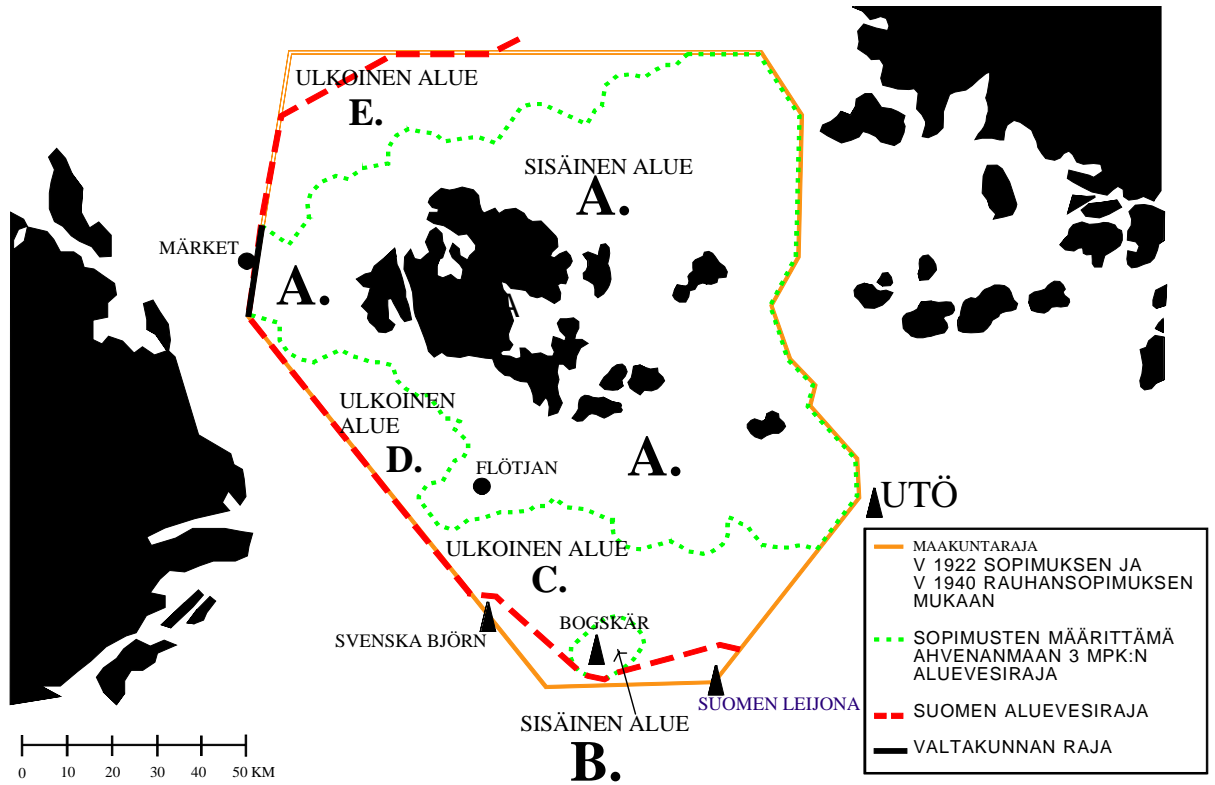 ULKOINEN ALUE
E.
SISÄINEN ALUE
A.
MÄRKET
A.
A
ULKOINEN
ALUE
D.
FLÖTJAN
A.
UTÖ
ULKOINEN ALUE
C.
SVENSKA BJÖRN
BOGSKÄR
SUOMEN LEIJONA
SISÄINEN ALUE
B.
MAAKUNTARAJA
V 1922 SOPIMUKSEN JA
V 1940 RAUHANSOPIMUKSEN
MUKAAN
SOPIMUSTEN MÄÄRITTÄMÄ
AHVENANMAAN 3 MPK:N
ALUEVESIRAJA
SUOMEN ALUEVESIRAJA
VALTAKUNNAN RAJA
0 10 20 30 40 50 KM